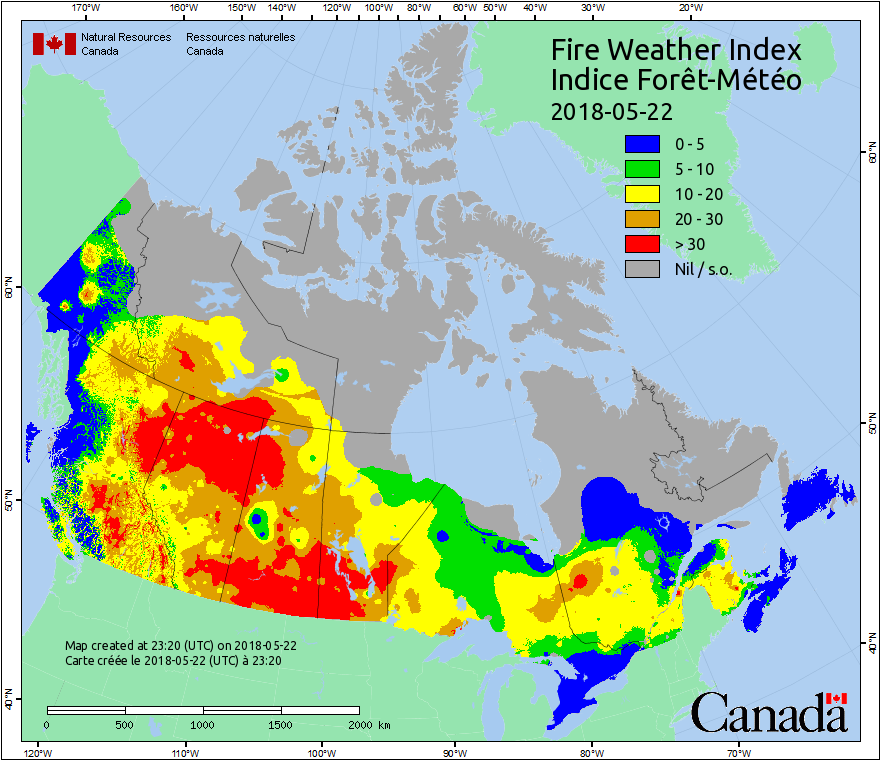 170°W 160°W 150°W 140°W 130°W 120°W 110°W 100°W 90°W 80°W 70°W 60°W 50°W 40°W 30°W 20°W
Natural Resources Ressources naturelles
Canada Canada
Fire Weather Index
Indice Forêt-Météo
2018-05-22
0 - 5
5 - 10
10 - 20
20 - 30
> 30
Nil / s.o.
60°N
60°N
50°N
50°N
40°N
40°N
Map created at 23:20 (UTC) on 2018-05-22
Carte créée le 2018-05-22 (UTC) à 23:20
0 500 1000 1500 2000 km
Canada
120°W 110°W 100°W 90°W 80°W 70°W